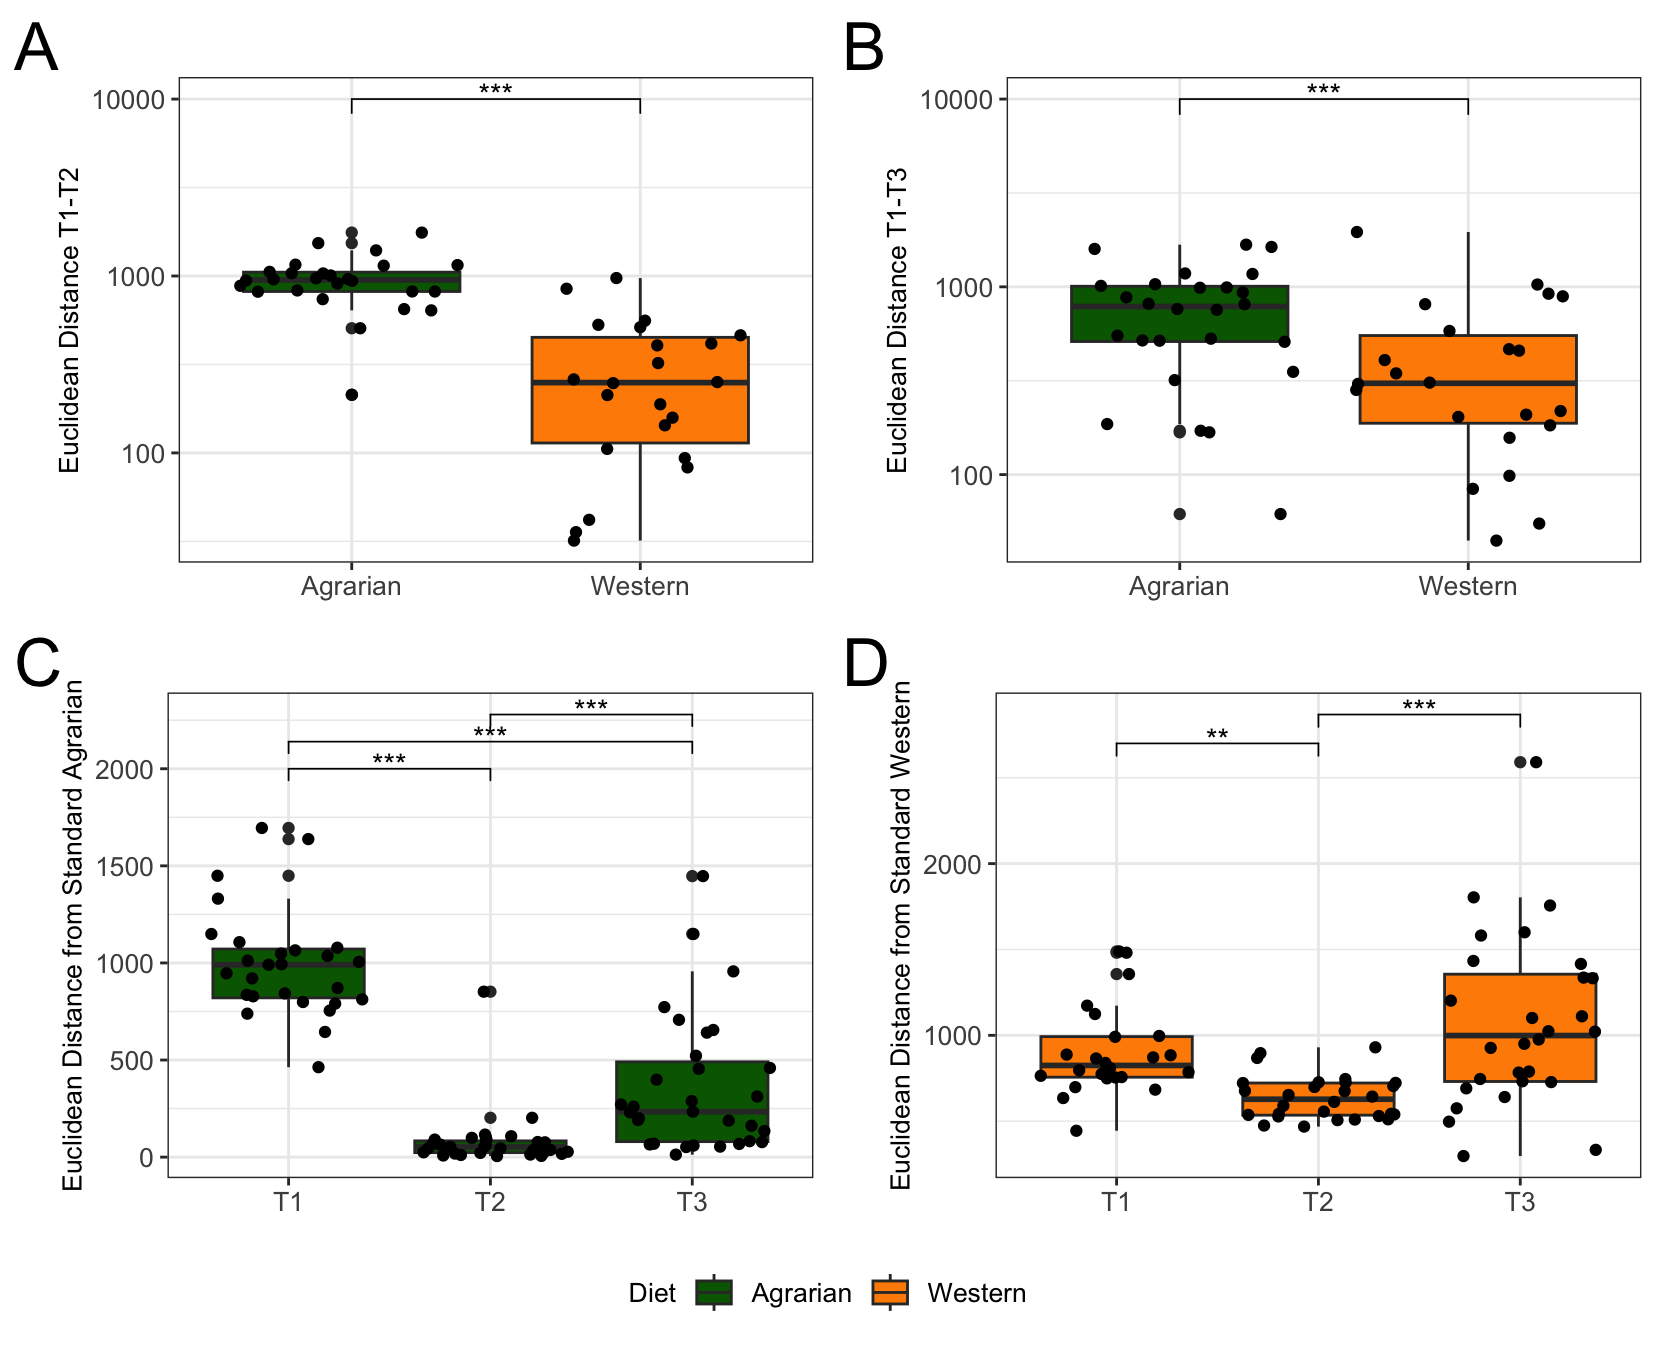 A
Euclidean Distance T1-T2
10000
1000
100
***
Agrarian
Western
B
Euclidean Distance T1-T3
10000
1000
100
***
Agrarian
Western
C
Euclidean Distance from Standard Agrarian
2000
1500
1000
500
0
***
***
***
T1
T2
T3
D
Euclidean Distance from Standard Western
2000
1000
***
**
T1
T2
T3
Diet Agrarian Western